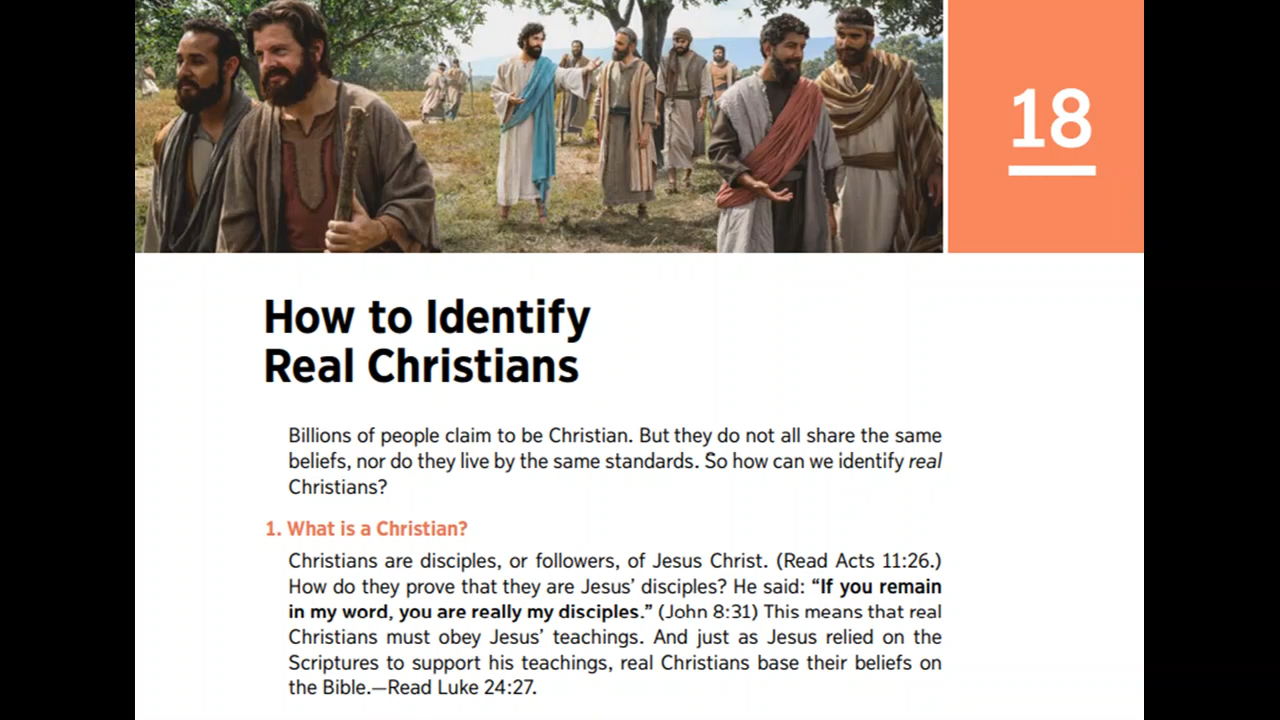 18
How to Identify
Real Christians
Billions of people claim to be Christian. But they do not all share the same
beliefs, nor do they live by the same standards. So how can we identify real
Christians?
1. What is a Christian?
Christians are disciples, or followers, of Jesus Christ. (Read Acts 11:26.)
How do they prove that they are Jesus’ disciples? He said: “If you remain
in my word, you are really my disciples.” (John 8:31) This means that real
Christians must obey Jesus’ teachings. And just as Jesus relied on the
Scriptures to support his teachings, real Christians base their beliefs on
the Bible.—Read Luke 24:27.